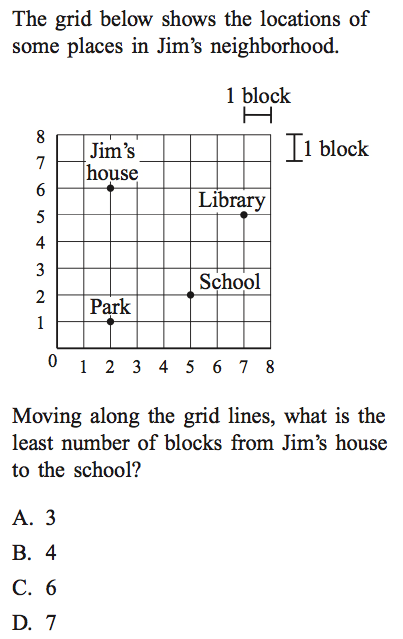 The grid below shows the locations of
some places in Jim's neighborhood.
1 block
1 block
8
7
6
5
4
3
2
1
0
Jim's
house
Library
School
Park
1 2 3 4 5 6 7 8
Moving along the grid lines, what is the
least number of blocks from Jim's house
to the school?
A. 3
B. 4
C. 6
D. 7